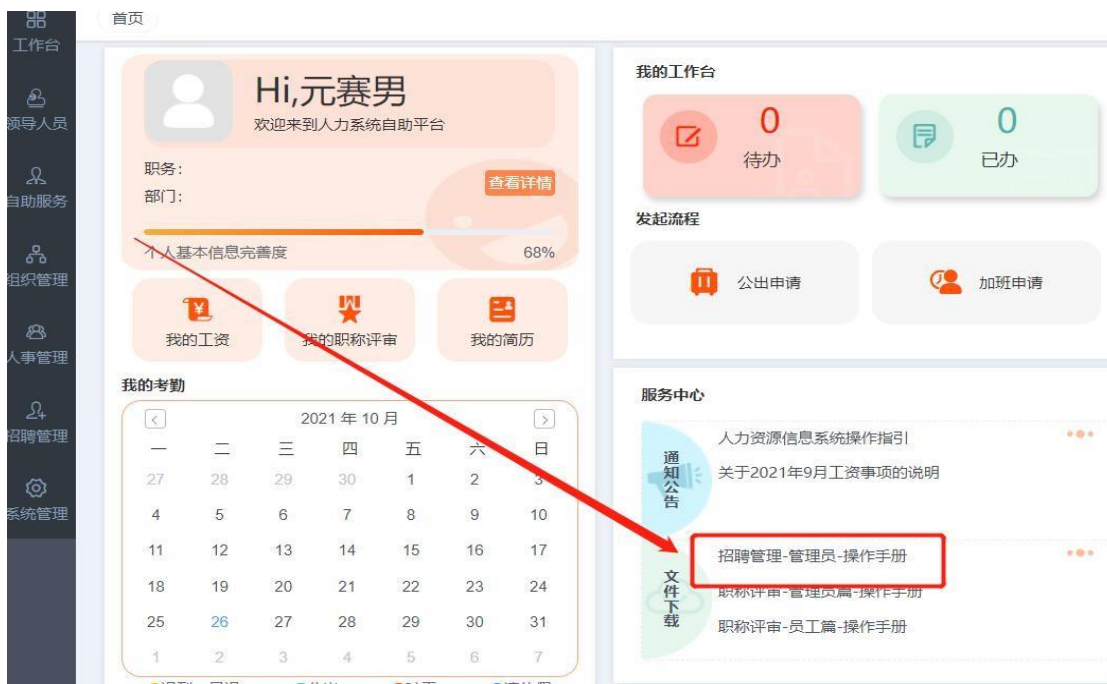 工作台
领导人员
自助服务
组织管理
人事管理
招聘管理
系统管理
首页
Hi,元赛男
欢迎来到人力系统自助平台
职务：
部门：
查看详情
个人基本信息完善度 68%
我的工资 我的职称评审 我的简历
我的考勤
2021 年 10 月
一 二 三 四 五 六 日
27 28 29 30 1 2 3
4 5 6 7 8 9 10
11 12 13 14 15 16 17
18 19 20 21 22 23 24
25 26 27 28 29 30 31
1 2 3 4 5 6 7
我的工作台
0 0
待办 已办
发起流程
公出申请 加班申请
服务中心
通知公告
人力资源信息系统操作指引
关于2021年9月工资事项的说明
文件下载
招聘管理-管理员-操作手册
职称评审-管理员篇-操作手册
职称评审-员工篇-操作手册